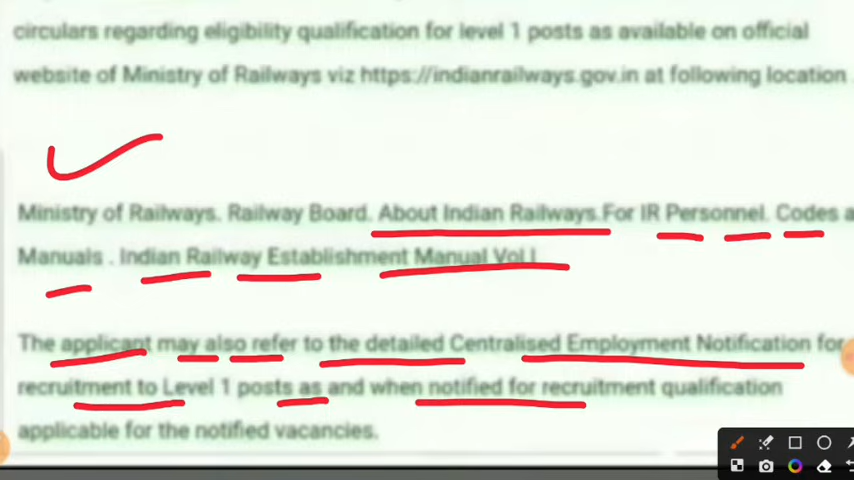 circulars regarding eligibility qualification for level 1 posts as available on official
website of Ministry of Railways viz https://indianrailways.gov.in at following location .
Ministry of Railways. Railway Board. About Indian Railways.For IR Personnel. Codes a
Manuals . Indian Railway Establishment Manual Vol I
The applicant may also refer to the detailed Centralised Employment Notification for
recruitment to Level 1 posts as and when notified for recruitment qualification
applicable for the notified vacancies.